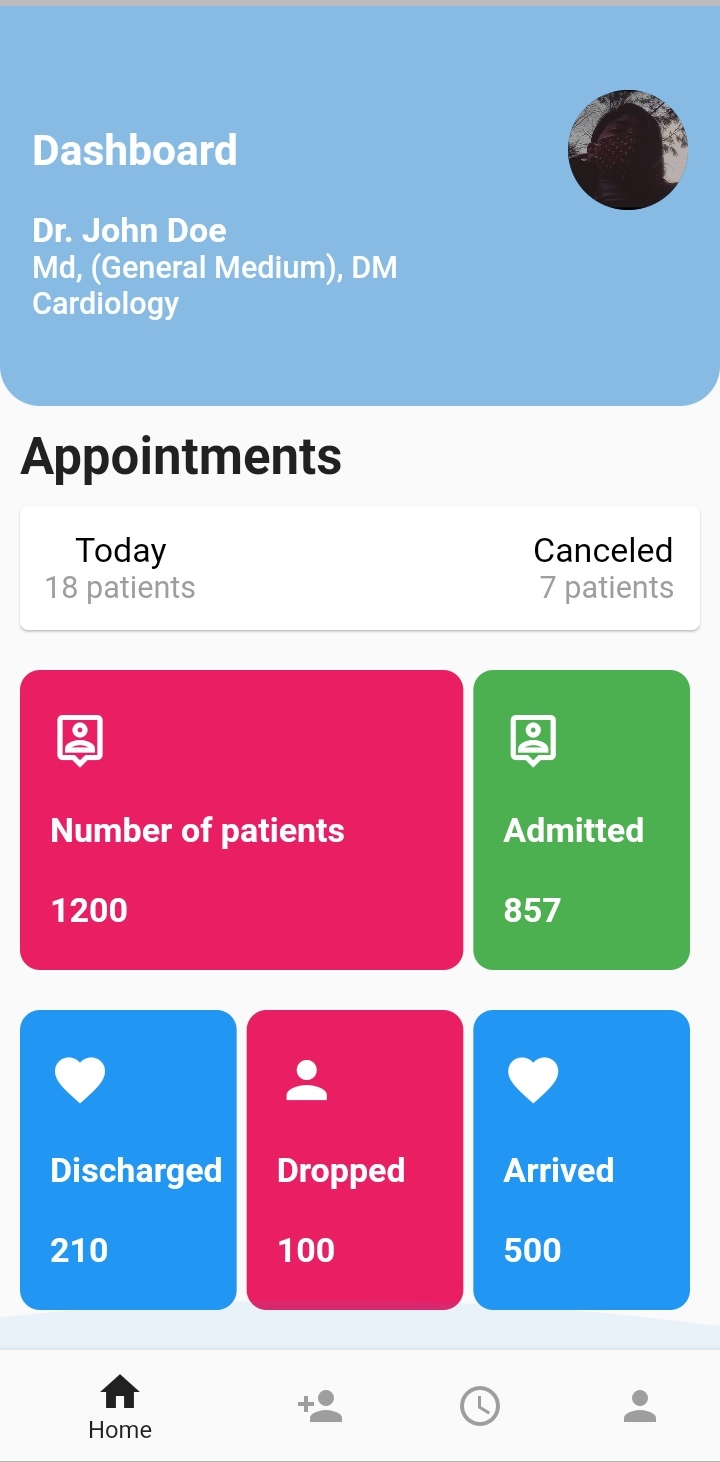 Dashboard
Dr. John Doe
Md, (General Medium), DM
Cardiology
Appointments
Today
18 patients
Canceled
7 patients
Number of patients
1200
Admitted
857
Discharged
210
Dropped
100
Arrived
500
Home